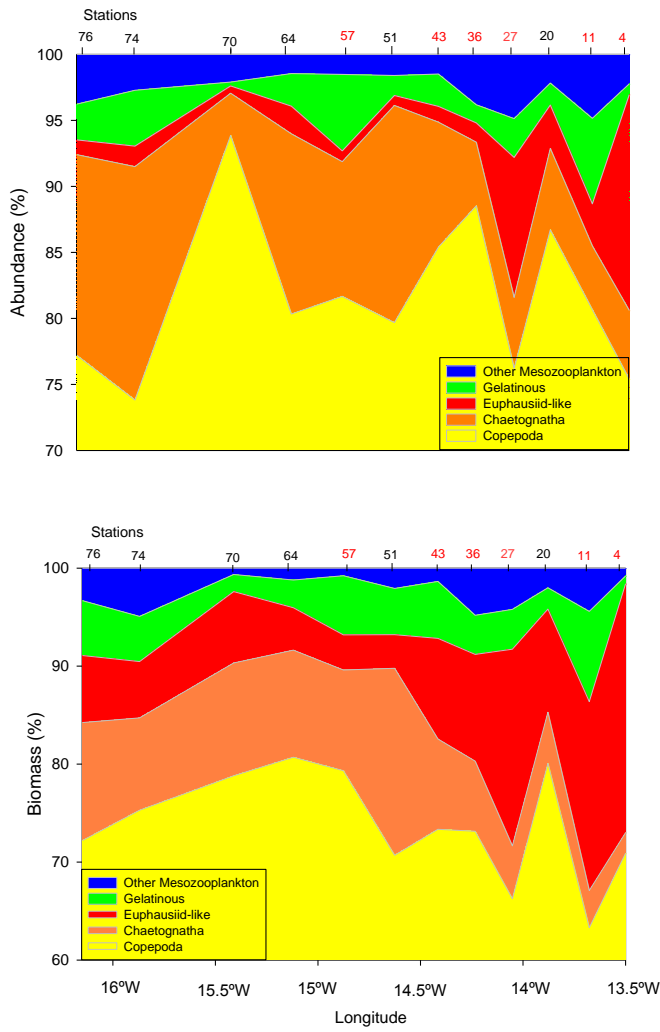 Stations
76 74 70 64 57 51 43 36 27 20 11 4
100
95
90
85
80
75
70
Abundance (%)
Other Mesozooplankton
Gelatinous
Euphausiid-like
Chaetognatha
Copepoda
Stations
76 74 70 64 57 51 43 36 27 20 11 4
100
90
80
70
60
Biomass (%)
Other Mesozooplankton
Gelatinous
Euphausiid-like
Chaetognatha
Copepoda
16ºW 15.5ºW 15ºW 14.5ºW 14ºW 13.5ºW
Longitude